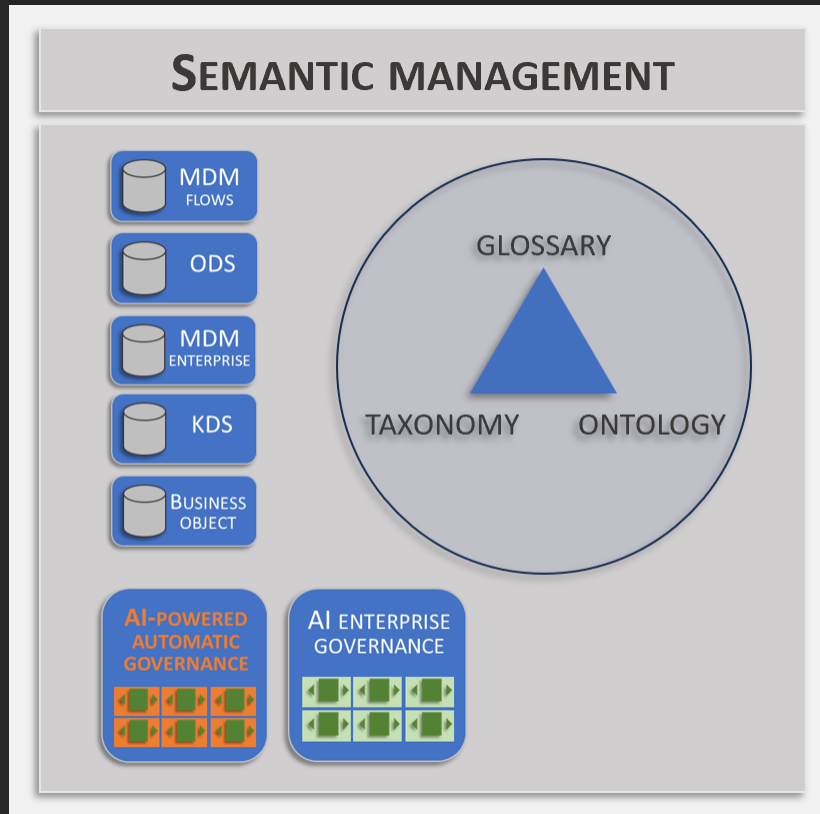 SEMANTIC MANAGEMENT
MDM
FLOWS
ODS
MDM
ENTERPRISE
KDS
BUSINESS
OBJECT
GLOSSARY
TAXONOMY
ONTOLOGY
AI-POWERED
AUTOMATIC
GOVERNANCE
AI ENTERPRISE
GOVERNANCE